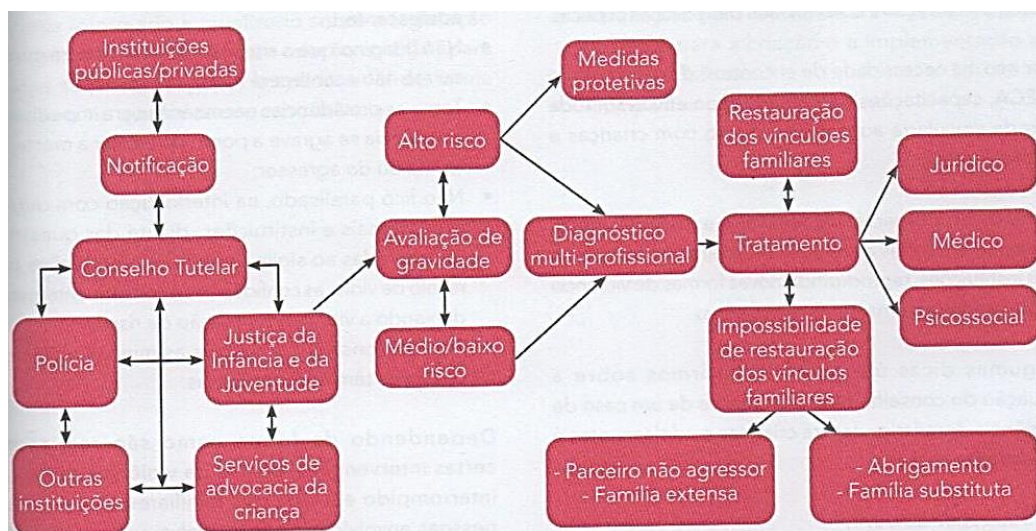 Instituições
públicas/privadas
Notificação
Conselho Tutelar
Polícia
Justiça da
Infância e da
Juventude
Outras
instituições
Serviços de
advocacia da
criança
Alto risco
Avaliação de
gravidade
Médio/baixo
risco
Medidas
protetivas
Diagnóstico
multi-profissional
Restauração
dos vínculoes
familiares
Tratamento
Impossibilidade
de restauração
dos vínculos
familiares
Jurídico
Médico
Psicossocial
- Parceiro não agressor
- Família extensa
- Abrigamento
- Família substituta